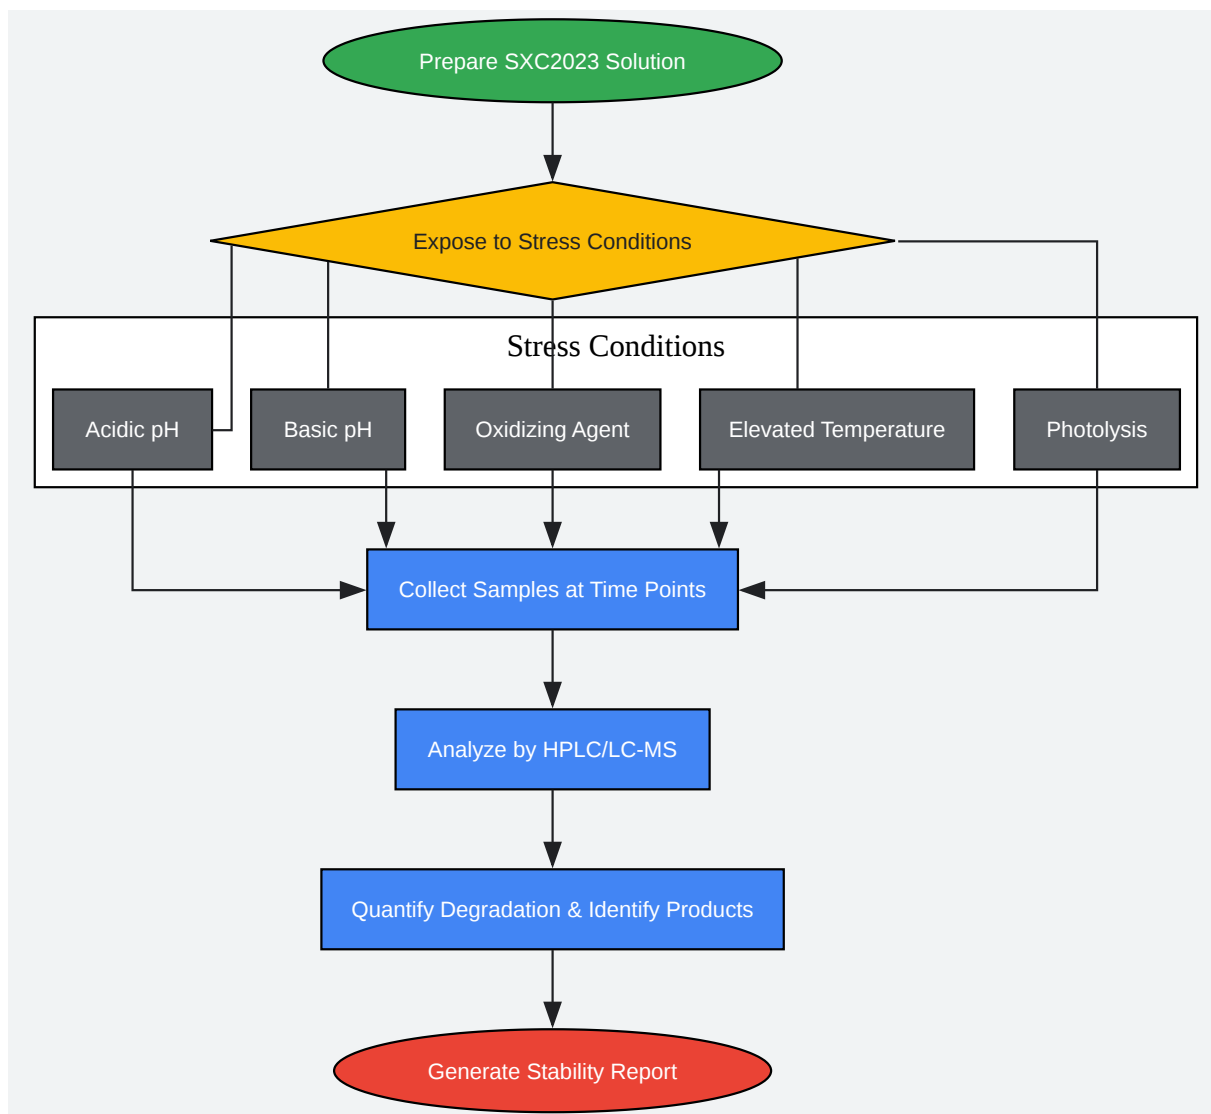 Prepare SXC2023 Solution
Expose to Stress Conditions
Stress Conditions
Acidic pH
Basic pH
Oxidizing Agent
Elevated Temperature
Photolysis
Collect Samples at Time Points
Analyze by HPLC/LC-MS
Quantify Degradation & Identify Products
Generate Stability Report